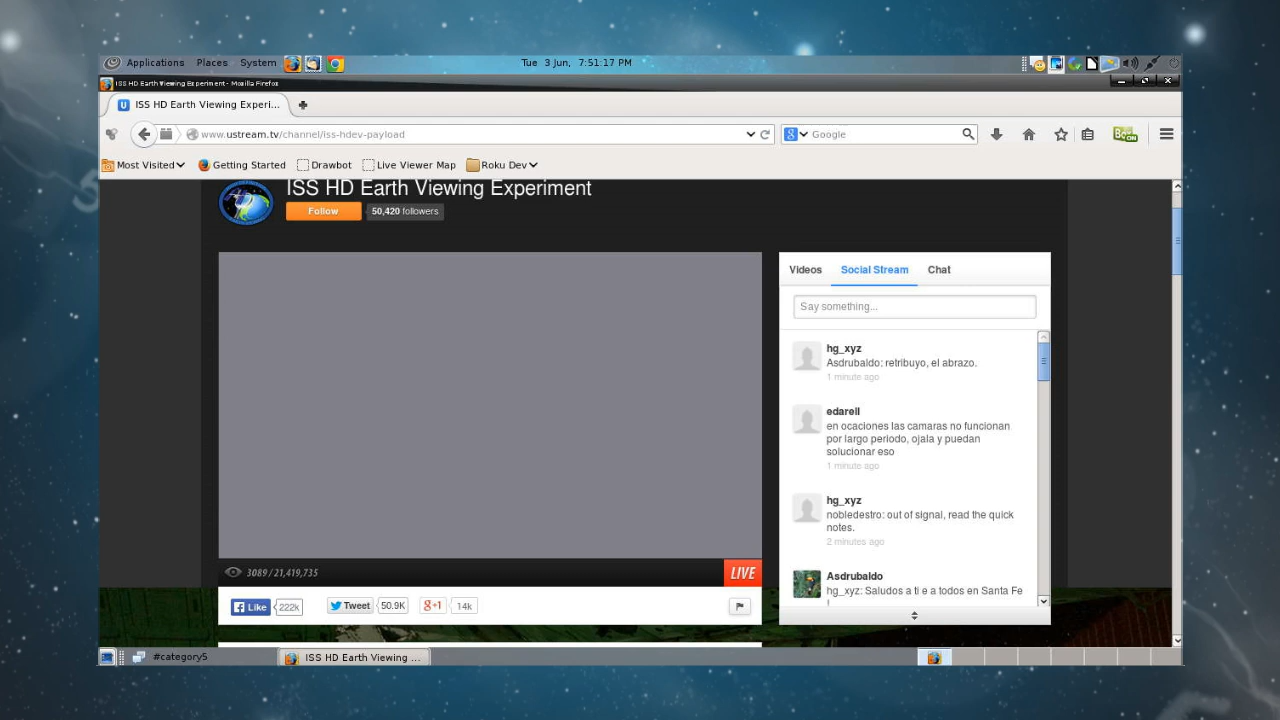 Applications Places System
Tue 3 Jun, 7:51:17 PM
ISS HD Earth Viewing Experiment - Mozilla Firefox
ISS HD Earth Viewing Experi...
www.ustream.tv/channel/iss-hdev-payload
Google
Most Visited Getting Started Drawbot Live Viewer Map Roku Dev
ISS HD Earth Viewing Experiment
Follow 50,420 followers
Videos Social Stream Chat
Say something...
hg_xyz
Asdrubaldo: retribuyo, el abrazo.
1 minute ago
edarell
en ocaciones las camaras no funcionan
por largo periodo, ojala y puedan
solucionar eso
1 minute ago
hg_xyz
nobledestro: out of signal, read the quick
notes.
2 minutes ago
Asdrubaldo
hg_xyz: Saludos a ti e a todos en Santa Fe
3089 / 21,419,735
LIVE
Like 222k Tweet 50.9K +1 14k
#category5 ISS HD Earth Viewing ...